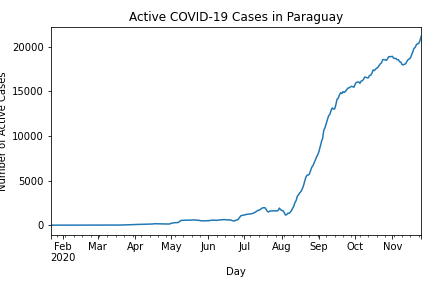 Active COVID-19 Cases in Paraguay
Number of Active Cases
20000
15000
10000
5000
0
Feb Mar Apr May Jun Jul Aug Sep Oct Nov
2020
Day